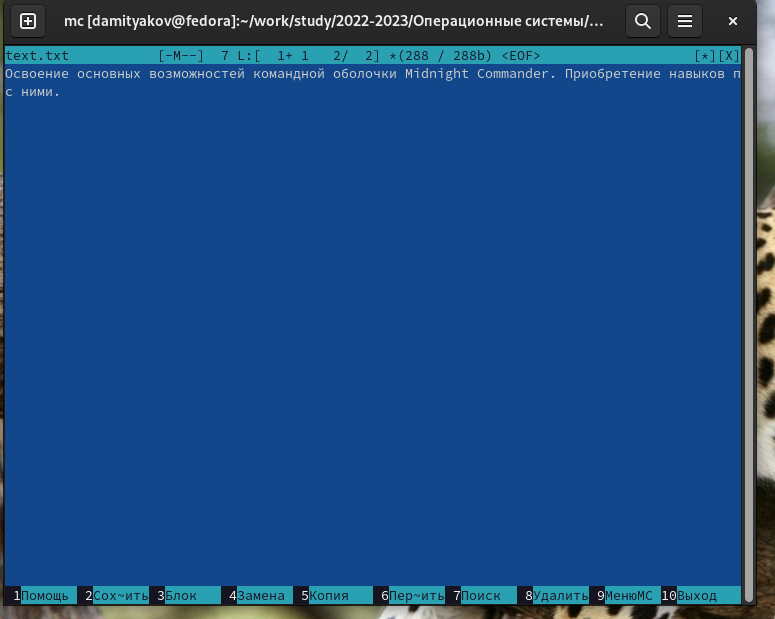 mc [damityakov@fedora]:~/work/study/2022-2023/Операционные системы/...
text.txt [-M--] 7 L:[ 1+ 1 2/ 2] *(288 / 288b) <EOF> [*][X]
Освоение основных возможностей командной оболочки Midnight Commander. Приобретение навыков п
с ними.
1Помощь 2Сох~ить 3Блок 4Замена 5Копия 6Пер~ить 7Поиск 8Удалить 9МенюMC 10Выход